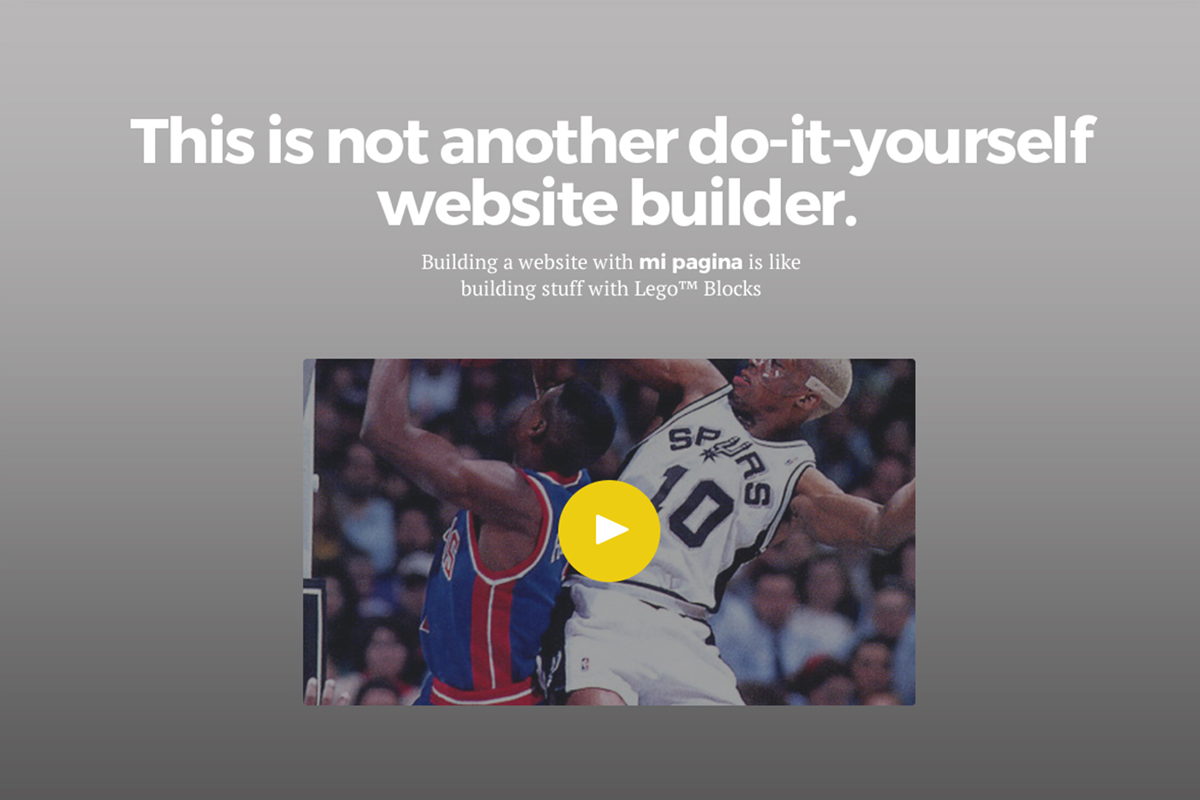 This is not another do-it-yourself
website builder.
Building a website with mi pagina is like
building stuff with Lego™ Blocks
SPURS
10